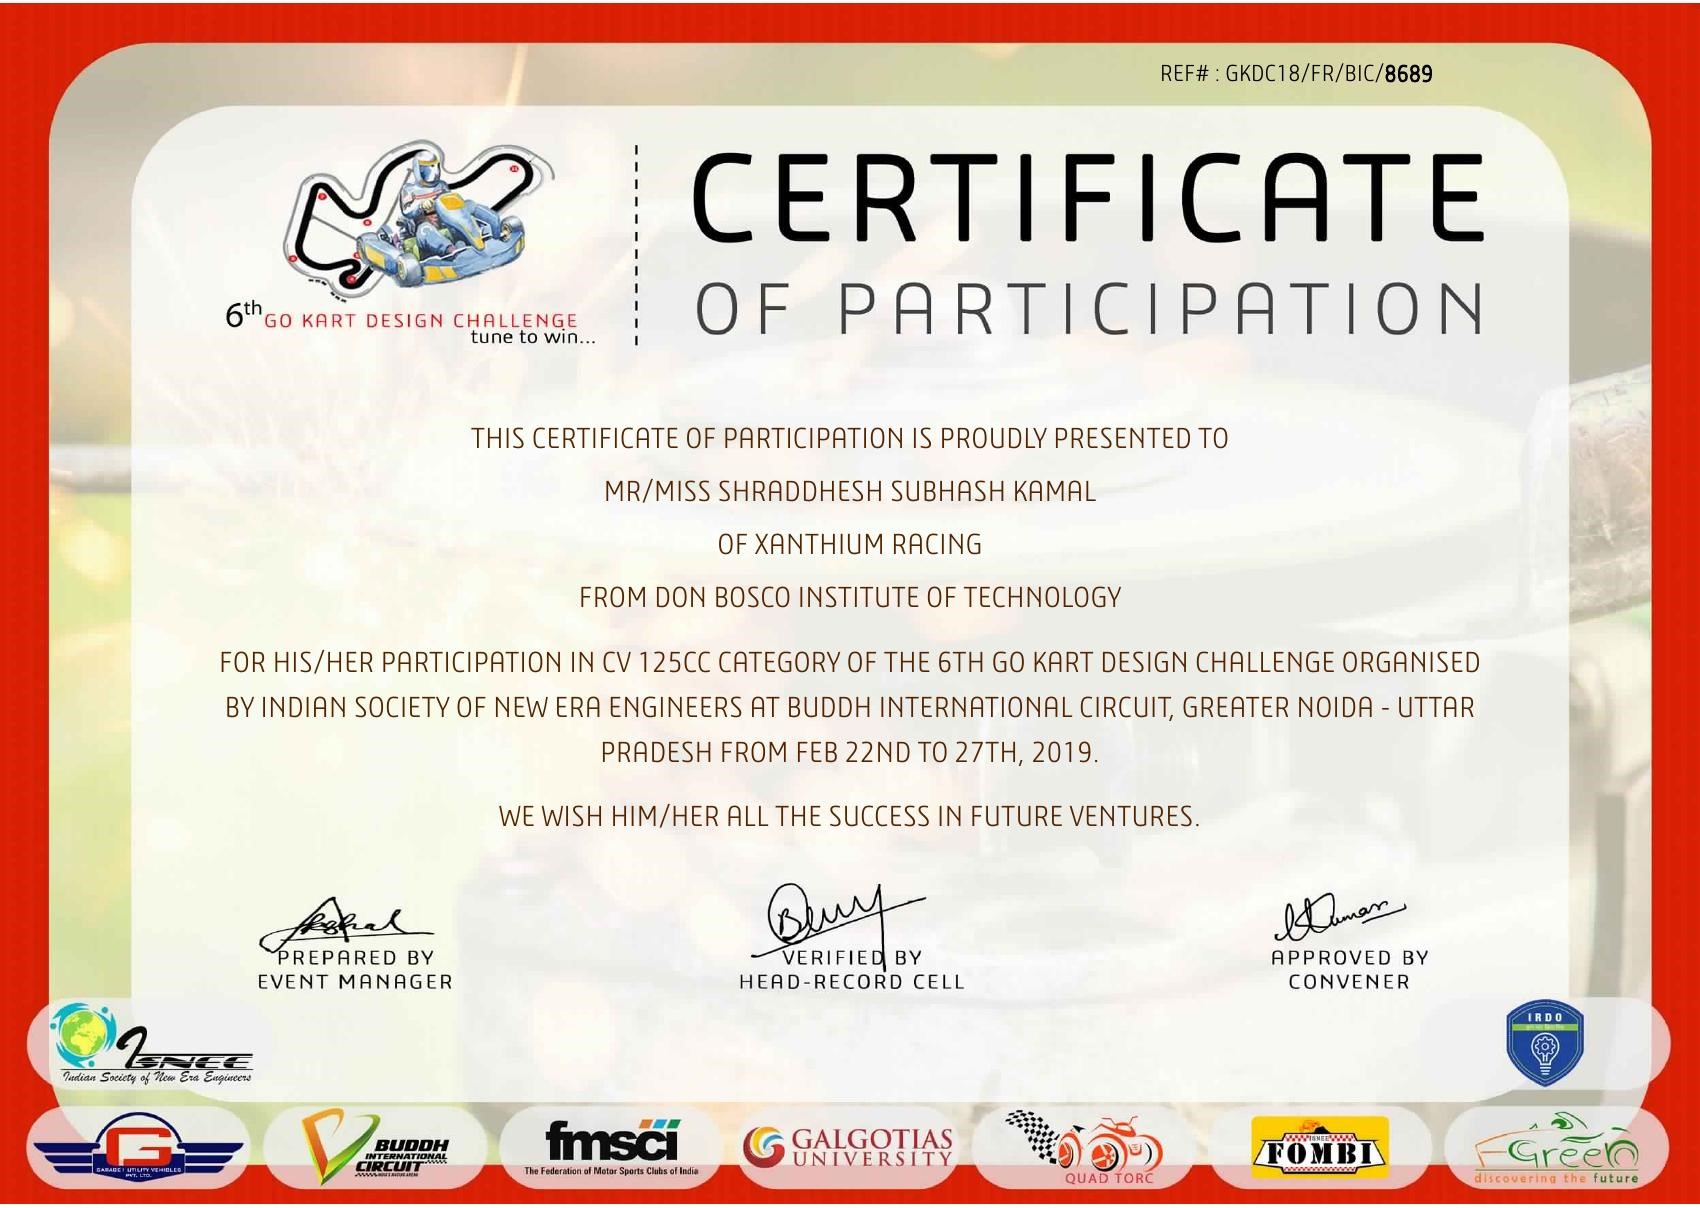 REF# : GKDC18/FR/BIC/8689
CERTIFICATE
OF PARTICIPATION
6th GO KART DESIGN CHALLENGE
tune to win...
THIS CERTIFICATE OF PARTICIPATION IS PROUDLY PRESENTED TO
MR/MISS SHRADDHESH SUBHASH KAMAL
OF XANTHIUM RACING
FROM DON BOSCO INSTITUTE OF TECHNOLOGY
FOR HIS/HER PARTICIPATION IN CV 125CC CATEGORY OF THE 6TH GO KART DESIGN CHALLENGE ORGANISED
BY INDIAN SOCIETY OF NEW ERA ENGINEERS AT BUDDH INTERNATIONAL CIRCUIT, GREATER NOIDA - UTTAR
PRADESH FROM FEB 22ND TO 27TH, 2019.
WE WISH HIM/HER ALL THE SUCCESS IN FUTURE VENTURES.
PREPARED BY
EVENT MANAGER
VERIFIED BY
HEAD-RECORD CELL
APPROVED BY
CONVENER
ISNEE
Indian Society of New Era Engineers
IRDO
G
GARAGE I UTILITY VEHICLES
PVT. LTD.
BUDDH
INTERNATIONAL
CIRCUIT
fmsci
The Federation of Motor Sports Clubs of India
GALGOTIAS
UNIVERSITY
QUAD TORC
ISNEE
FOMBI
Green
discovering the future